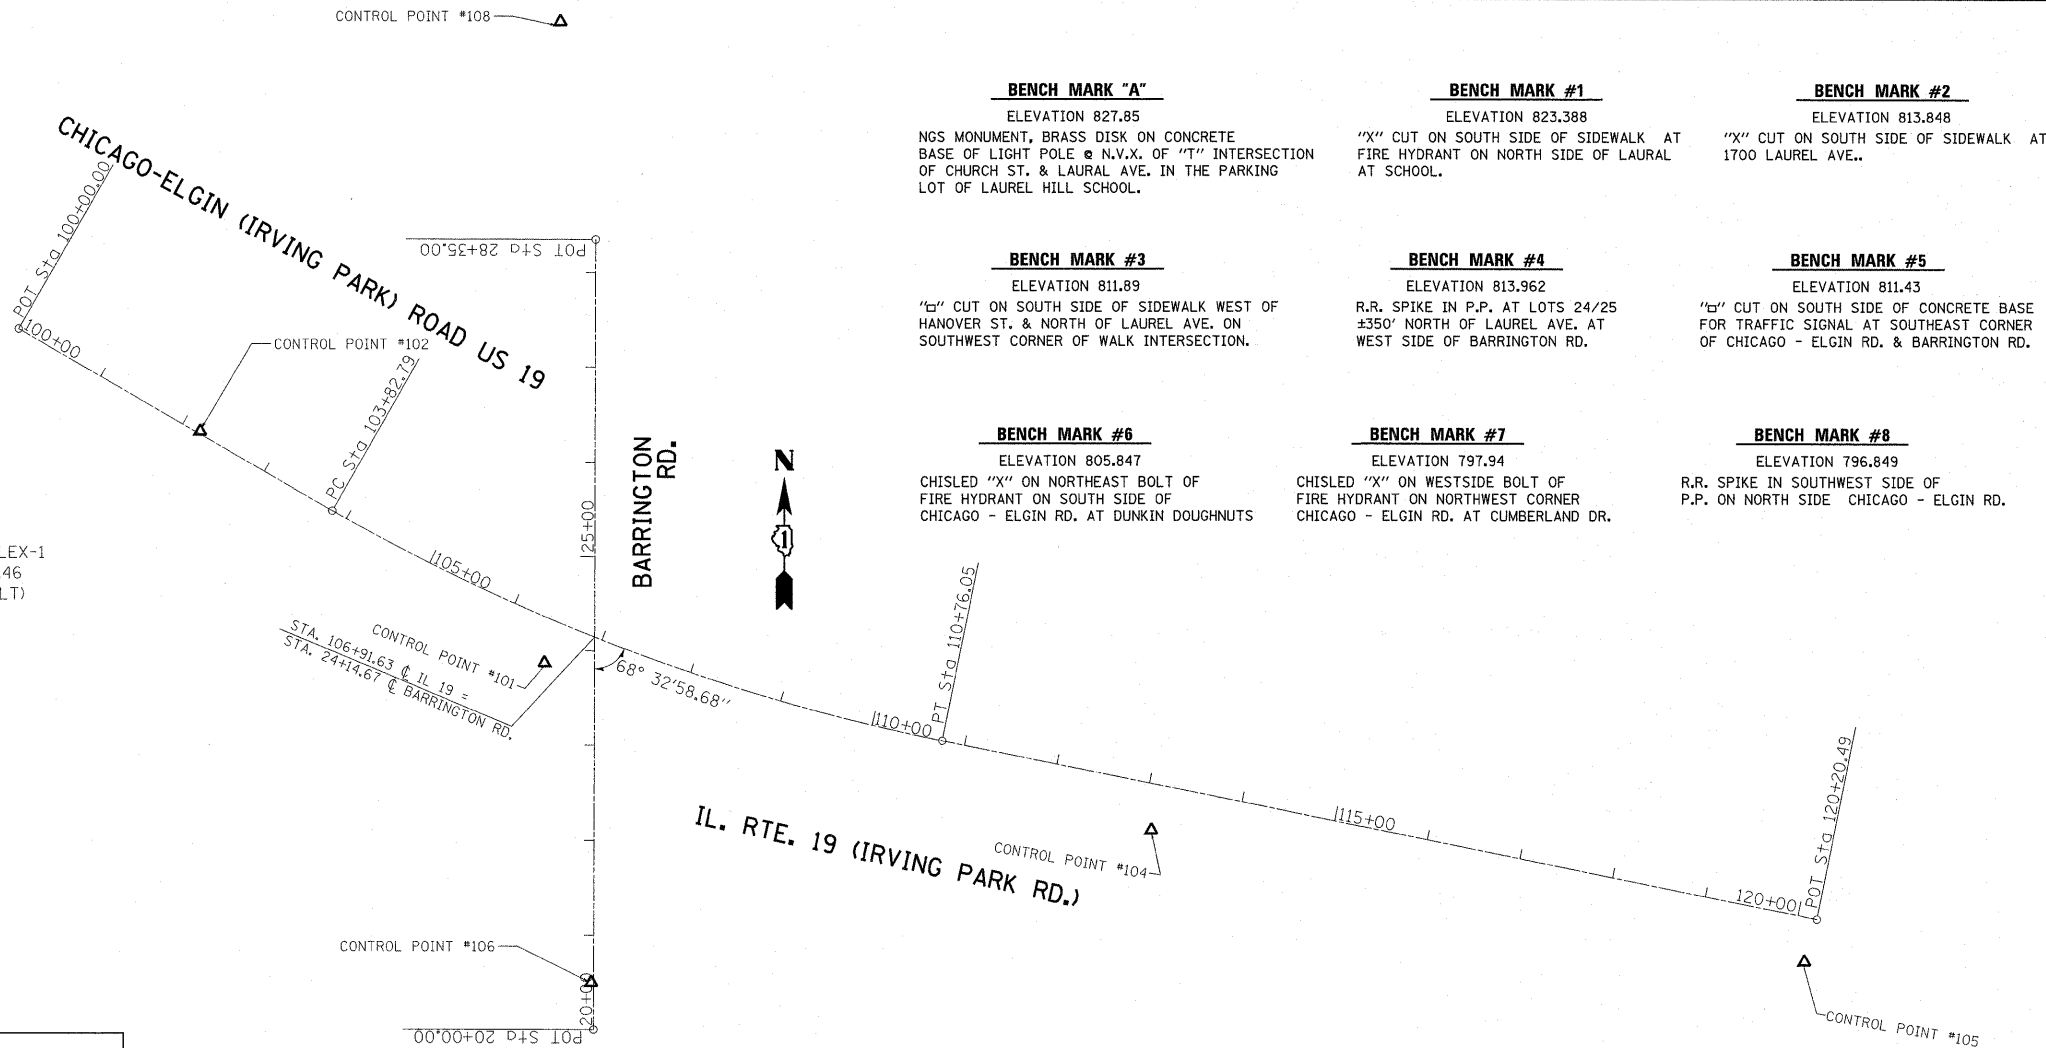 CONTROL POINT #108
BENCH MARK "A"
ELEVATION 827.85
NGS MONUMENT, BRASS DISK ON CONCRETE
BASE OF LIGHT POLE @ N.V.X. OF "T" INTERSECTION
OF CHURCH ST. & LAURAL AVE. IN THE PARKING
LOT OF LAUREL HILL SCHOOL.
BENCH MARK #1
ELEVATION 823.388
"X" CUT ON SOUTH SIDE OF SIDEWALK AT
FIRE HYDRANT ON NORTH SIDE OF LAURAL
AT SCHOOL.
BENCH MARK #2
ELEVATION 813.848
"X" CUT ON SOUTH SIDE OF SIDEWALK AT
1700 LAUREL AVE..
BENCH MARK #3
ELEVATION 811.89
"□" CUT ON SOUTH SIDE OF SIDEWALK WEST OF
HANOVER ST. & NORTH OF LAUREL AVE. ON
SOUTHWEST CORNER OF WALK INTERSECTION.
BENCH MARK #4
ELEVATION 813.962
R.R. SPIKE IN P.P. AT LOTS 24/25
±350' NORTH OF LAUREL AVE. AT
WEST SIDE OF BARRINGTON RD.
BENCH MARK #5
ELEVATION 811.43
"□" CUT ON SOUTH SIDE OF CONCRETE BASE
FOR TRAFFIC SIGNAL AT SOUTHEAST CORNER
OF CHICAGO - ELGIN RD. & BARRINGTON RD.
BENCH MARK #6
ELEVATION 805.847
CHISLED "X" ON NORTHEAST BOLT OF
FIRE HYDRANT ON SOUTH SIDE OF
CHICAGO - ELGIN RD. AT DUNKIN DOUGHNUTS
BENCH MARK #7
ELEVATION 797.94
CHISLED "X" ON WESTSIDE BOLT OF
FIRE HYDRANT ON NORTHWEST CORNER
CHICAGO - ELGIN RD. AT CUMBERLAND DR.
BENCH MARK #8
ELEVATION 796.849
R.R. SPIKE IN SOUTHWEST SIDE OF
P.P. ON NORTH SIDE CHICAGO - ELGIN RD.
CHICAGO-ELGIN (IRVING PARK) ROAD US 19
POT Sta 100+00.00
100+00
POT Sta 28+35.00
CONTROL POINT #102
PC Sta 103+82.79
BARRINGTON
RD.
N
1
25+00
105+00
LEX-1
46
LT)
CONTROL POINT #101
STA. 106+91.63 ℄ IL 19 =
STA. 24+14.67 ℄ BARRINGTON RD.
68° 32'58.68"
110+00
PT Sta 110+76.05
115+00
120+00
POT Sta 120+20.49
IL. RTE. 19 (IRVING PARK RD.)
CONTROL POINT #104
CONTROL POINT #106
20+00
POT Sta 20+00.00
CONTROL POINT #105